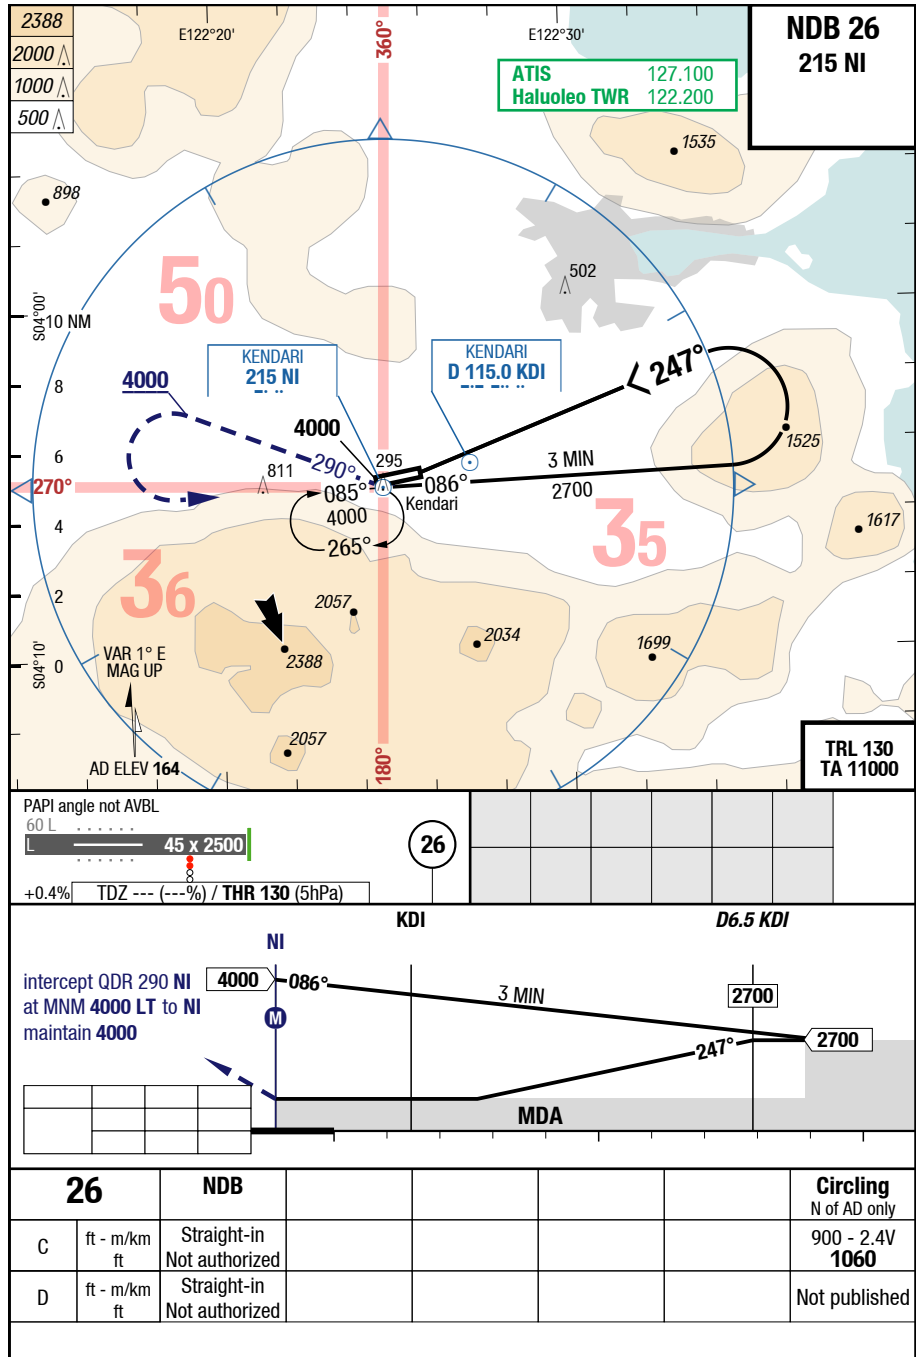 2388
2000
1000
500
E122°20'
360°
E122°30'
NDB 26
215 NI
ATIS 127.100
Haluoleo TWR 122.200
1535
898
502
50
S04°00'
10 NM
KENDARI
215 NI
KENDARI
D 115.0 KDI
247°
8
4000
4000
1525
6
295
3 MIN
811
290°
086°
2700
270°
085°
Kendari
4000
1617
4
265°
35
36
2
2057
2034
1699
2388
S04°10'
0
VAR 1° E
MAG UP
2057
180°
AD ELEV 164
TRL 130
TA 11000
PAPI angle not AVBL
60 L
L 45 x 2500
26
+0.4%
TDZ --- (---%) / THR 130 (5hPa)
KDI
D6.5 KDI
NI
intercept QDR 290 NI
at MNM 4000 LT to NI
maintain 4000
4000
086°
3 MIN
2700
M
2700
247°
MDA
26
NDB
Circling
N of AD only
C
ft - m/km
ft
Straight-in
Not authorized
900 - 2.4V
1060
D
ft - m/km
ft
Straight-in
Not authorized
Not published